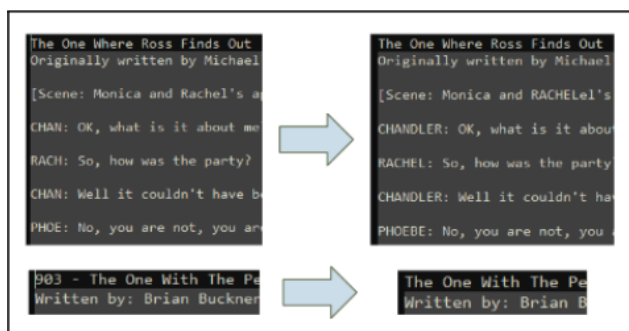 The One Where Ross Finds Out
Originally written by Michael
[Scene: Monica and Rachel's a
CHAN: OK, what is it about me
RACH: So, how was the party?
CHAN: Well it couldn't have b
PHOE: No, you are not, you ar
The One Where Ross Finds Out
Originally written by Michael
[Scene: Monica and RACHELel's
CHANDLER: OK, what is it abou
RACHEL: So, how was the party
CHANDLER: Well it couldn't ha
PHOEBE: No, you are not, you
903 - The One With The Pe
Written by: Brian Buckner
The One With The Pe
Written by: Brian B